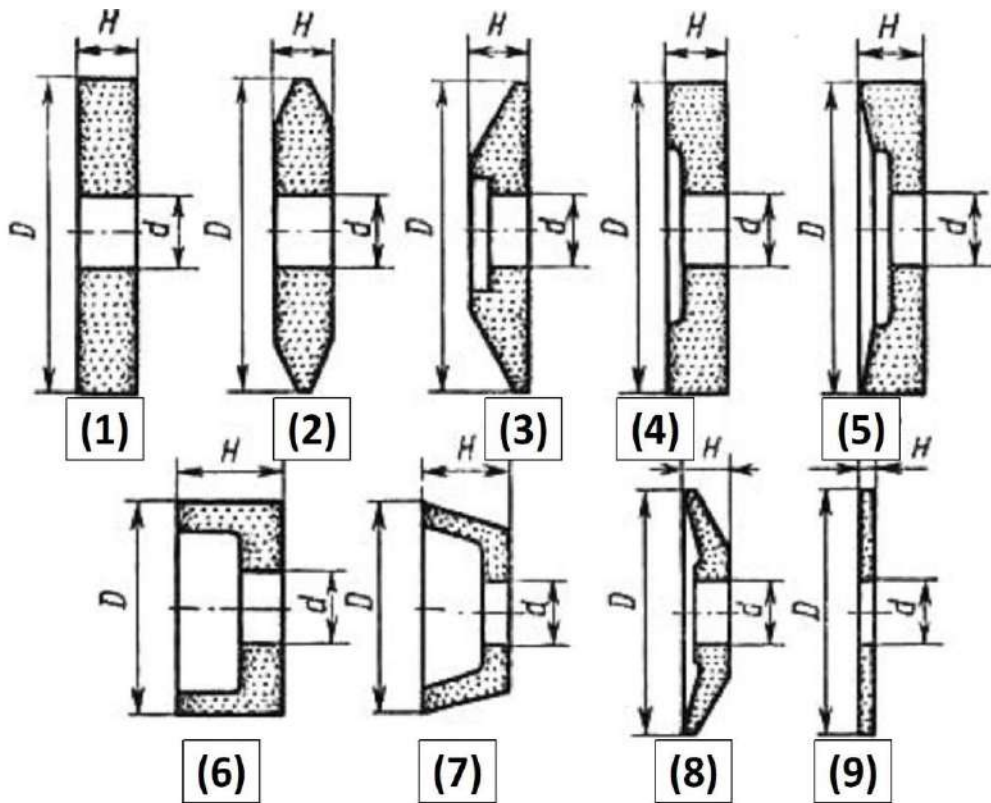 H H H H H
D d D d D d D d D d
(1) (2) (3) (4) (5)
H H H H
D d D d D d D d
(6) (7) (8) (9)